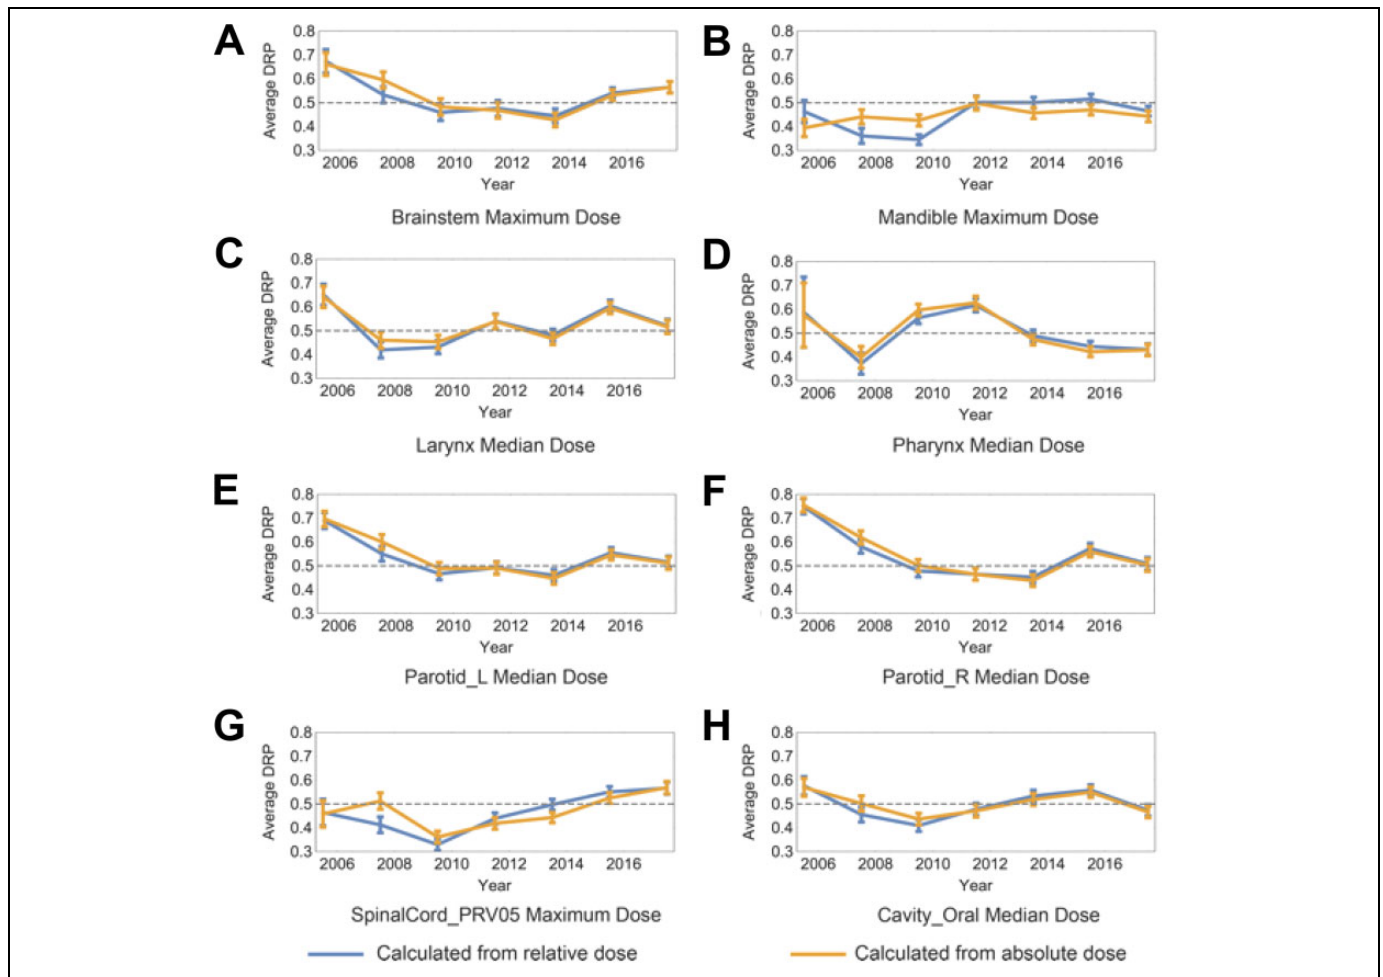 A
Average DRP
0.8
0.7
0.6
0.5
0.4
0.3
2006 2008 2010 2012 2014 2016
Year
Brainstem Maximum Dose
B
Average DRP
0.8
0.7
0.6
0.5
0.4
0.3
2006 2008 2010 2012 2014 2016
Year
Mandible Maximum Dose
C
Average DRP
0.8
0.7
0.6
0.5
0.4
0.3
2006 2008 2010 2012 2014 2016
Year
Larynx Median Dose
D
Average DRP
0.8
0.7
0.6
0.5
0.4
0.3
2006 2008 2010 2012 2014 2016
Year
Pharynx Median Dose
E
Average DRP
0.8
0.7
0.6
0.5
0.4
0.3
2006 2008 2010 2012 2014 2016
Year
Parotid_L Median Dose
F
Average DRP
0.8
0.7
0.6
0.5
0.4
0.3
2006 2008 2010 2012 2014 2016
Year
Parotid_R Median Dose
G
Average DRP
0.8
0.7
0.6
0.5
0.4
0.3
2006 2008 2010 2012 2014 2016
Year
SpinalCord_PRV05 Maximum Dose
H
Average DRP
0.8
0.7
0.6
0.5
0.4
0.3
2006 2008 2010 2012 2014 2016
Year
Cavity_Oral Median Dose
Calculated from relative dose
Calculated from absolute dose